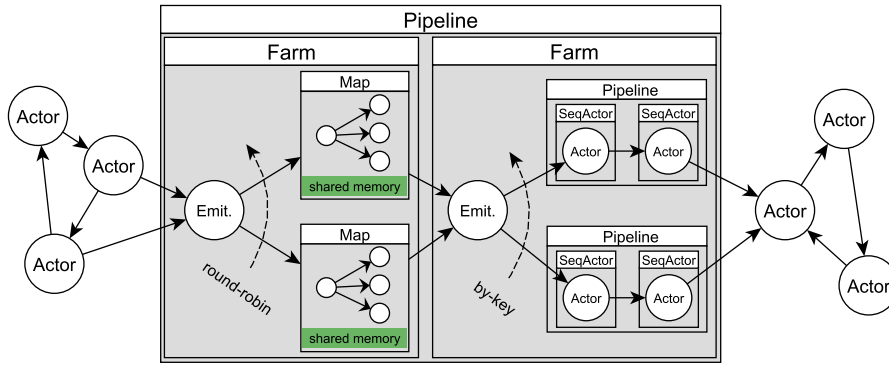 Pipeline
Farm
Farm
Map
Pipeline
SeqActor SeqActor
Actor
Actor
Actor
Actor
Actor
shared memory
Actor
Emit.
Emit.
Actor
Map
Pipeline
SeqActor SeqActor
Actor
round-robin
by-key
Actor
Actor
Actor
shared memory